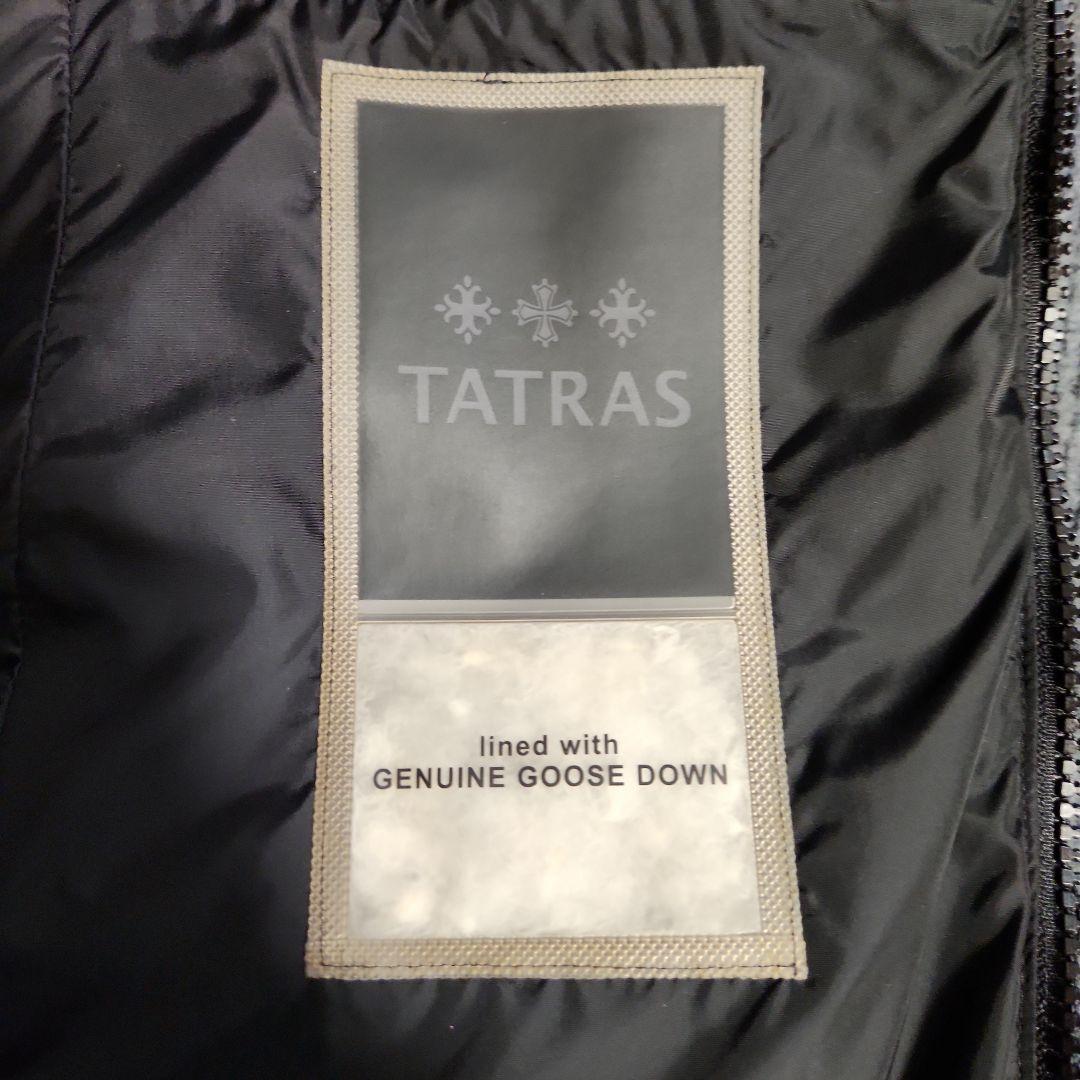 TATRAS
lined with
GENUINE GOOSE DOWN